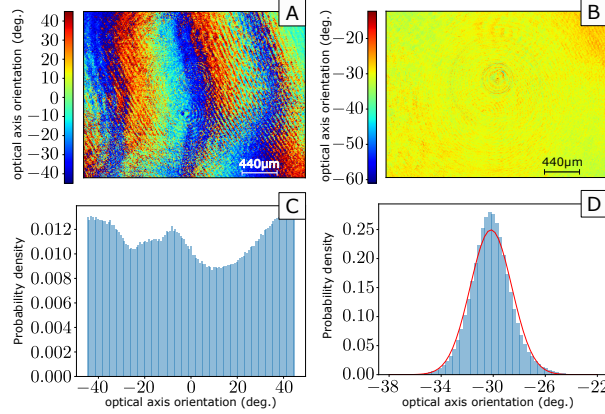 A
optical axis orientation (deg.)
40
30
20
10
0
−10
−20
−30
−40
440μm
B
optical axis orientation (deg.)
−20
−30
−40
−50
−60
440μm
C
Probability density
0.012
0.010
0.008
0.006
0.004
0.002
0.000
−40 −20 0 20 40
optical axis orientation (deg.)
D
Probability density
0.25
0.20
0.15
0.10
0.05
0.00
−38 −34 −30 −26 −22
optical axis orientation (deg.)